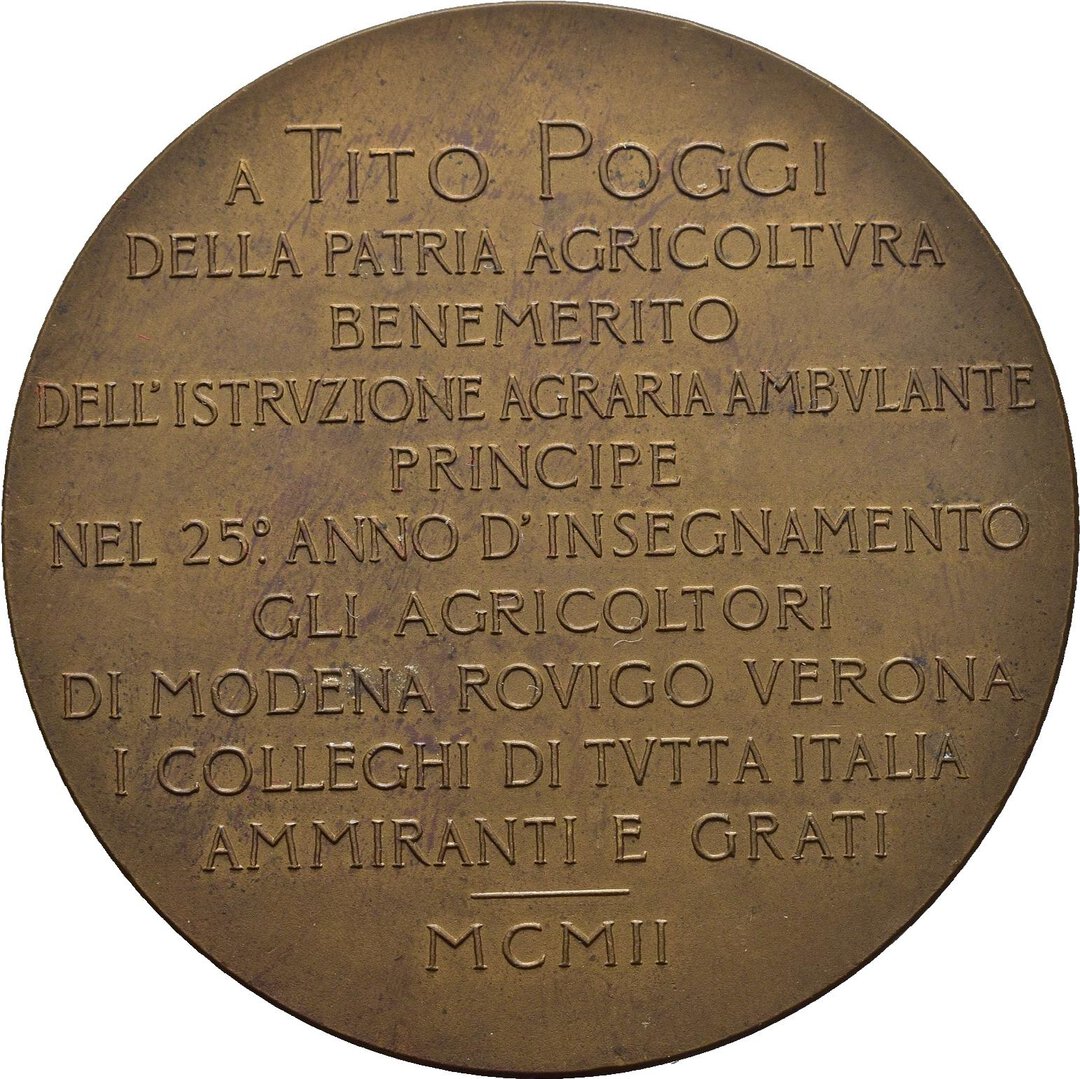 A TITO POGGI
DELLA PATRIA AGRICOLTVRA
BENEMERITO
DELL'ISTRVZIONE AGRARIA AMBVLANTE
PRINCIPE
NEL 25º. ANNO D'INSEGNAMENTO
GLI AGRICOLTORI
DI MODENA ROVIGO VERONA
I COLLEGHI DI TVTTA ITALIA
AMMIRANTI E GRATI
MCMII